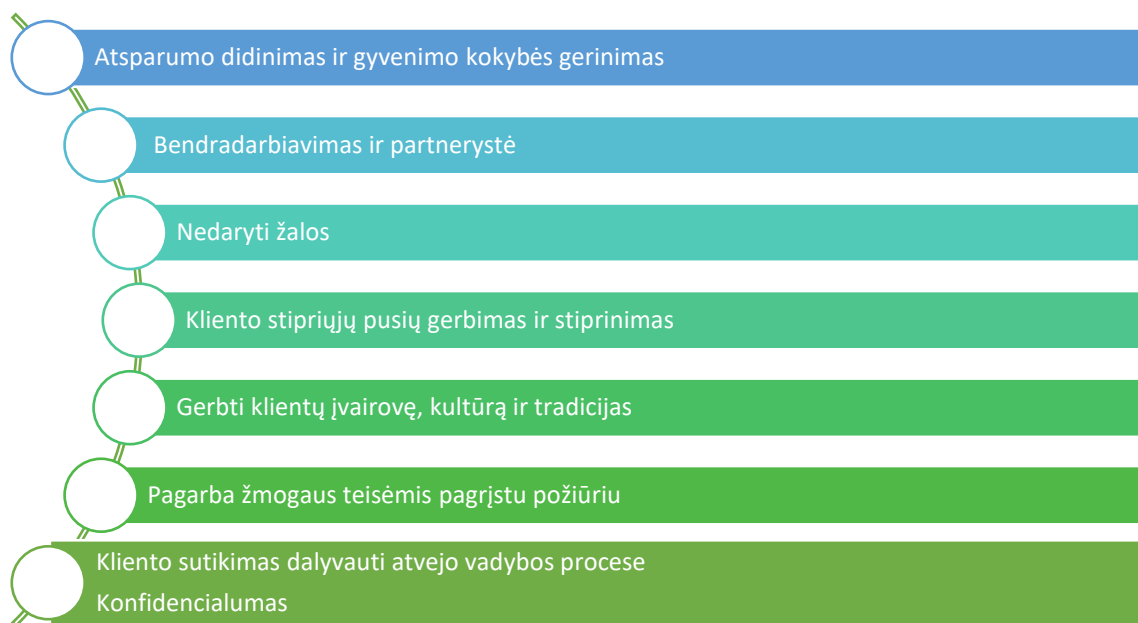 Atsparumo didinimas ir gyvenimo kokybės gerinimas
Bendradarbiavimas ir partnerystė
Nedaryti žalos
Kliento stipriųjų pusių gerbimas ir stiprinimas
Gerbti klientų įvairovę, kultūrą ir tradicijas
Pagarba žmogaus teisėmis pagrįstu požiūriu
Kliento sutikimas dalyvauti atvejo vadybos procese
Konfidencialumas